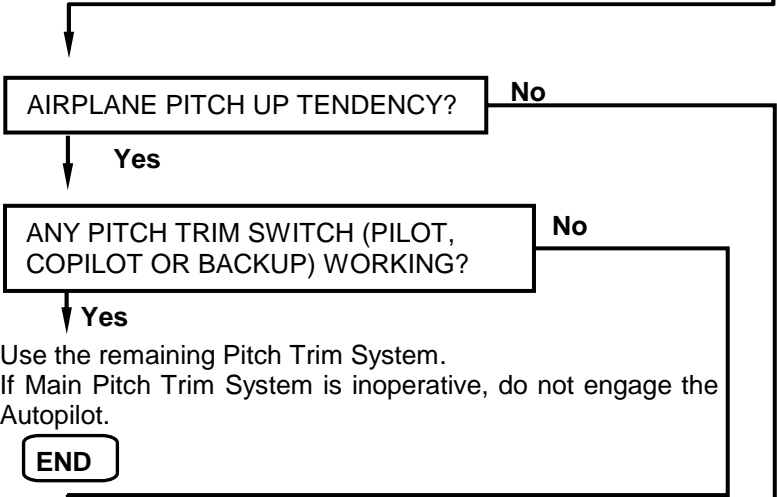 AIRPLANE PITCH UP TENDENCY?
No
Yes
ANY PITCH TRIM SWITCH (PILOT,
COPILOT OR BACKUP) WORKING?
No
Yes
Use the remaining Pitch Trim System.
If Main Pitch Trim System is inoperative, do not engage the
Autopilot.
END